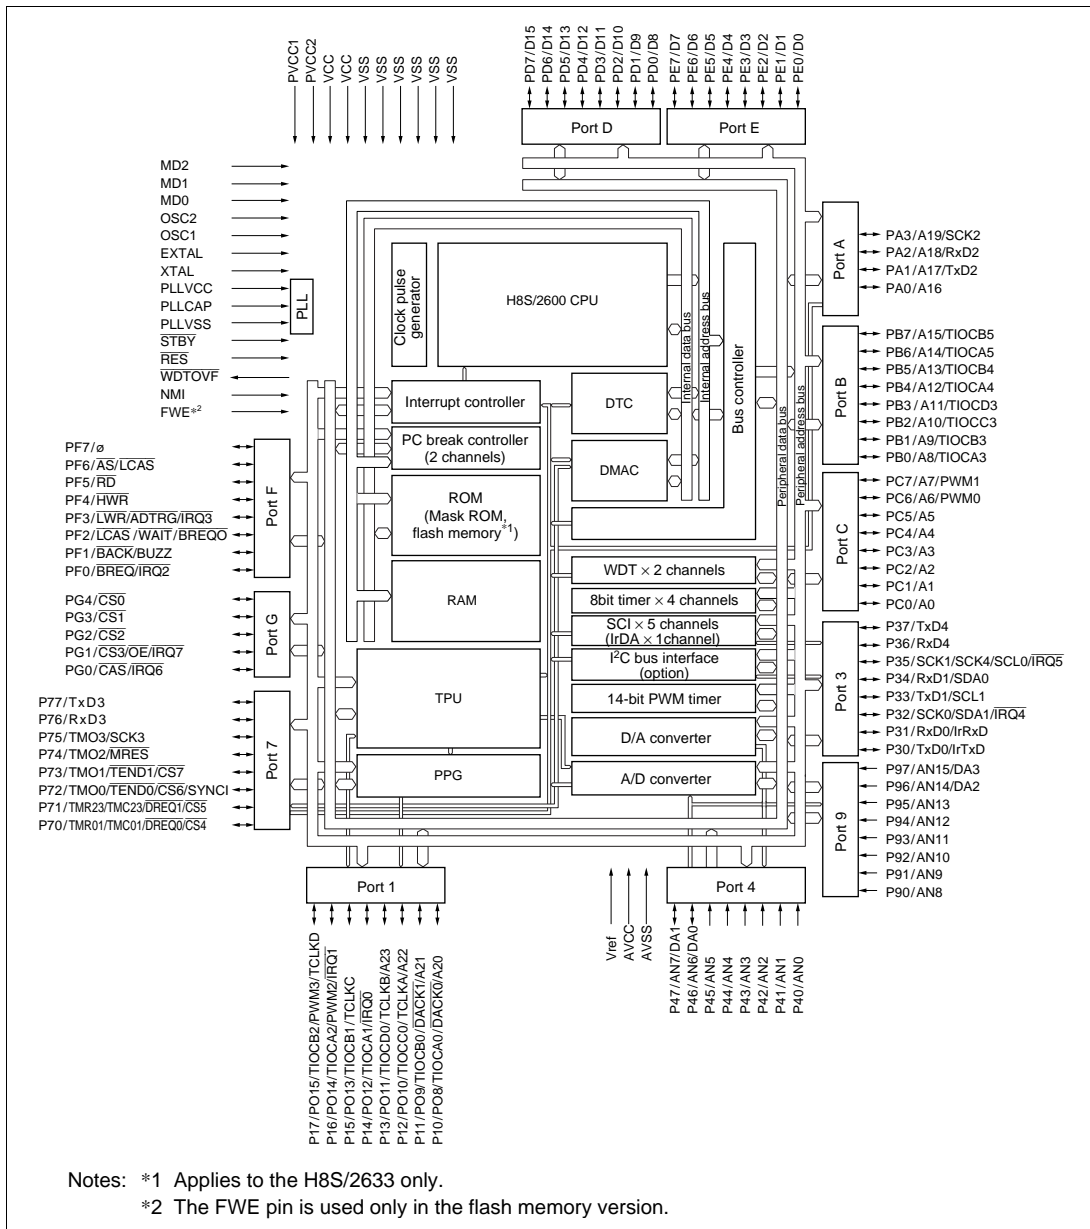 PVCC1
PVCC2
VCC
VCC
VSS
VSS
VSS
VSS
VSS
VSS
PD7/D15
PD6/D14
PD5/D13
PD4/D12
PD3/D11
PD2/D10
PD1/D9
PD0/D8
PE7/D7
PE6/D6
PE5/D5
PE4/D4
PE3/D3
PE2/D2
PE1/D1
PE0/D0
Port D
Port E
MD2
MD1
MD0
OSC2
OSC1
EXTAL
XTAL
PLLVCC
PLLCAP
PLLVSS
STBY
RES
WDTOVF
NMI
FWE*2
PLL
Clock pulse
generator
H8S/2600 CPU
Internal data bus
Internal address bus
Bus controller
Peripheral data bus
Peripheral address bus
Interrupt controller
PC break controller
(2 channels)
DTC
DMAC
ROM
(Mask ROM,
flash memory*1)
RAM
WDT × 2 channels
8bit timer × 4 channels
SCI × 5 channels
(IrDA × 1channel)
I2C bus interface
(option)
TPU
14-bit PWM timer
D/A converter
PPG
A/D converter
Port A
PA3/A19/SCK2
PA2/A18/RxD2
PA1/A17/TxD2
PA0/A16
Port B
PB7/A15/TIOCB5
PB6/A14/TIOCA5
PB5/A13/TIOCB4
PB4/A12/TIOCA4
PB3/A11/TIOCD3
PB2/A10/TIOCC3
PB1/A9/TIOCB3
PB0/A8/TIOCA3
Port C
PC7/A7/PWM1
PC6/A6/PWM0
PC5/A5
PC4/A4
PC3/A3
PC2/A2
PC1/A1
PC0/A0
Port 3
P37/TxD4
P36/RxD4
P35/SCK1/SCK4/SCL0/IRQ5
P34/RxD1/SDA0
P33/TxD1/SCL1
P32/SCK0/SDA1/IRQ4
P31/RxD0/IrRxD
P30/TxD0/IrTxD
Port 9
P97/AN15/DA3
P96/AN14/DA2
P95/AN13
P94/AN12
P93/AN11
P92/AN10
P91/AN9
P90/AN8
PF7/ø
PF6/AS/LCAS
PF5/RD
PF4/HWR
PF3/LWR/ADTRG/IRQ3
PF2/LCAS/WAIT/BREQO
PF1/BACK/BUZZ
PF0/BREQ/IRQ2
Port F
PG4/CS0
PG3/CS1
PG2/CS2
PG1/CS3/OE/IRQ7
PG0/CAS/IRQ6
Port G
P77/TxD3
P76/RxD3
P75/TMO3/SCK3
P74/TMO2/MRES
P73/TMO1/TEND1/CS7
P72/TMO0/TEND0/CS6/SYNCI
P71/TMR23/TMC23/DREQ1/CS5
P70/TMR01/TMC01/DREQ0/CS4
Port 7
Port 1
Port 4
P17/PO15/TIOCB2/PWM3/TCLKD
P16/PO14/TIOCA2/PWM2/IRQ1
P15/PO13/TIOCB1/TCLKC
P14/PO12/TIOCA1/IRQ0
P13/PO11/TIOCD0/TCLKB/A23
P12/PO10/TIOCC0/TCLKA/A22
P11/PO9/TIOCB0/DACK1/A21
P10/PO8/TIOCA0/DACK0/A20
Vref
AVCC
AVSS
P47/AN7/DA1
P46/AN6/DA0
P45/AN5
P44/AN4
P43/AN3
P42/AN2
P41/AN1
P40/AN0
Notes: *1 Applies to the H8S/2633 only.
*2 The FWE pin is used only in the flash memory version.